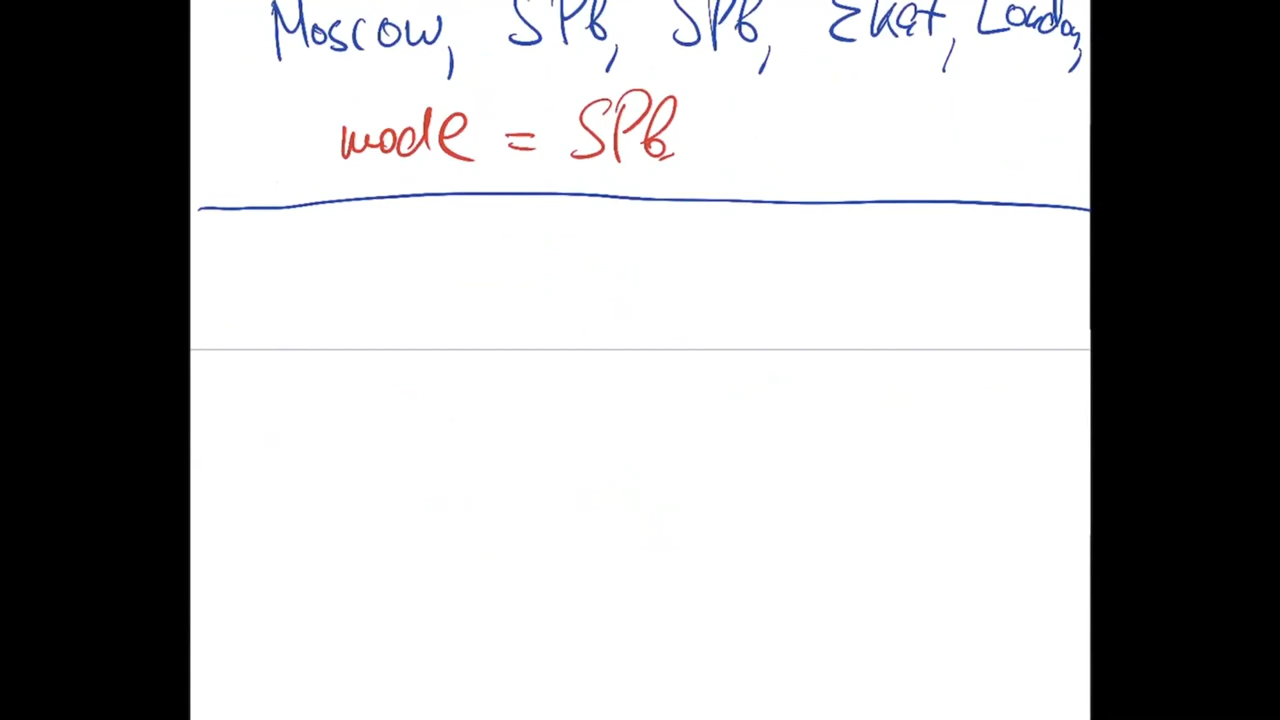 Moscow, SPb, SPb, Ekat, London,
mode = SPb